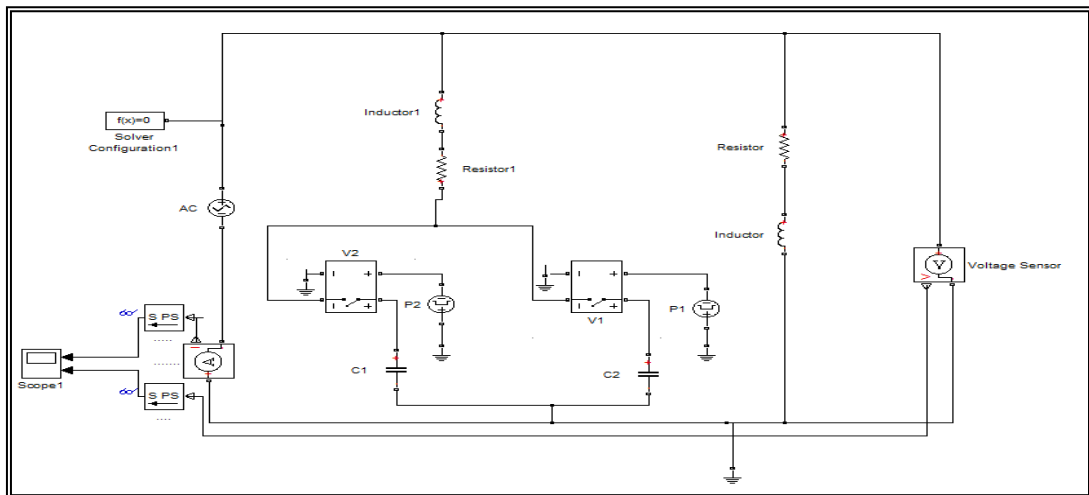 Inductor1
f(x)=0
Solver
Configuration1
Resistor
Resistor1
AC
Inductor
V2
Voltage Sensor
V
P2
P1
V1
S PS
C1
C2
Scope1
S PS